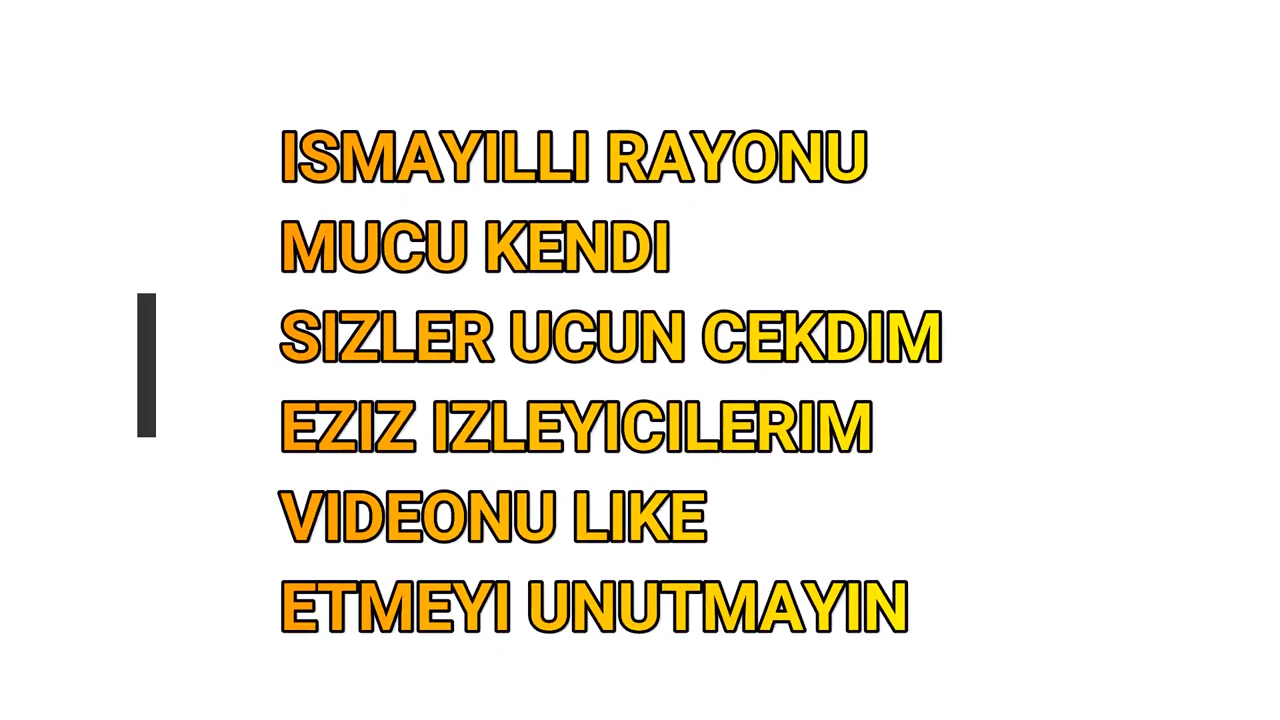 ISMAYILLI RAYONU
MUCU KENDI
SIZLER UCUN CEKDIM
EZIZ IZLEYICILERIM
VIDEONU LIKE
ETMEYI UNUTMAYIN